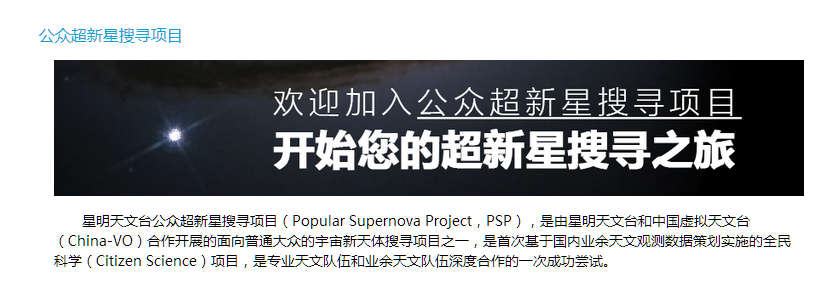 公众超新星搜寻项目
欢迎加入公众超新星搜寻项目
开始您的超新星搜寻之旅
星明天文台公众超新星搜寻项目（Popular Supernova Project，PSP），是由星明天文台和中国虚拟天文台
（China-VO）合作开展的面向普通大众的宇宙新天体搜寻项目之一，是首次基于国内业余天文观测数据策划实施的全民
科学（Citizen Science）项目，是专业天文队伍和业余天文队伍深度合作的一次成功尝试。